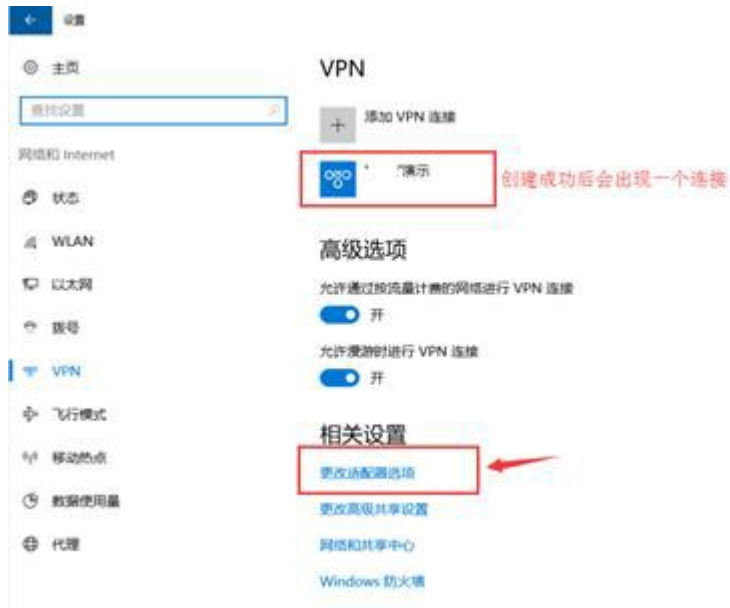 设置
主页
查找设置
网络和 Internet
状态
WLAN
以太网
拨号
VPN
飞行模式
移动热点
数据使用量
代理
VPN
添加 VPN 连接
演示
创建成功后会出现一个连接
高级选项
允许通过按流量计费的网络进行 VPN 连接
开
允许漫游时进行 VPN 连接
开
相关设置
更改适配器选项
更改高级共享设置
网络和共享中心
Windows 防火墙